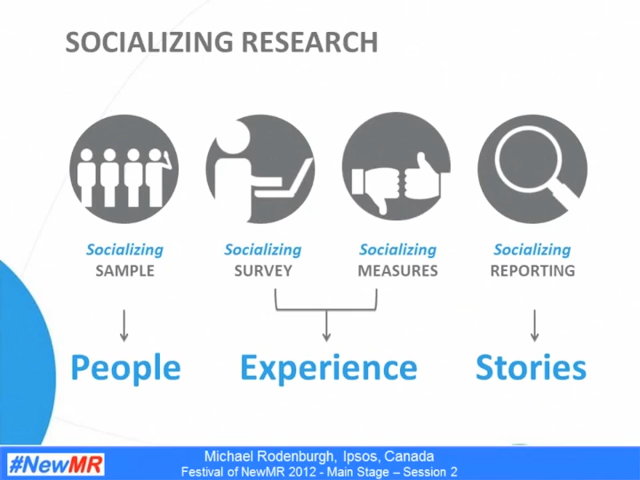 SOCIALIZING RESEARCH
Socializing
SAMPLE
Socializing
SURVEY
Socializing
MEASURES
Socializing
REPORTING
People
Experience
Stories
#NewMR
Michael Rodenburgh, Ipsos, Canada
Festival of NewMR 2012 - Main Stage – Session 2